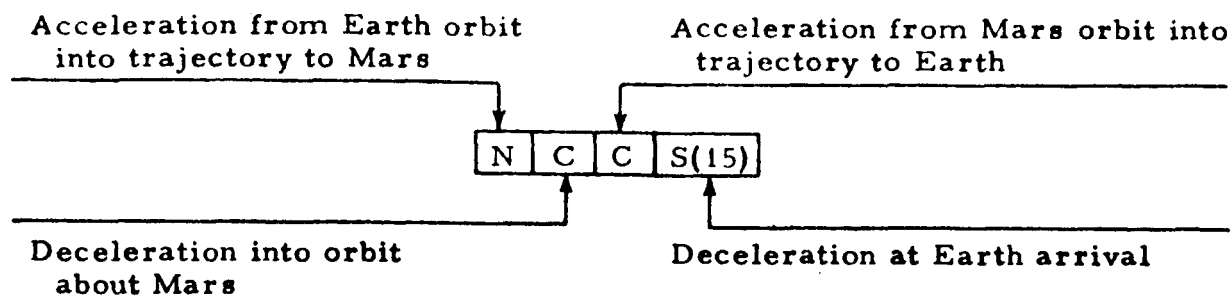 Acceleration from Earth orbit
into trajectory to Mars
Acceleration from Mars orbit into
trajectory to Earth
N C C S(15)
Deceleration into orbit
about Mars
Deceleration at Earth arrival